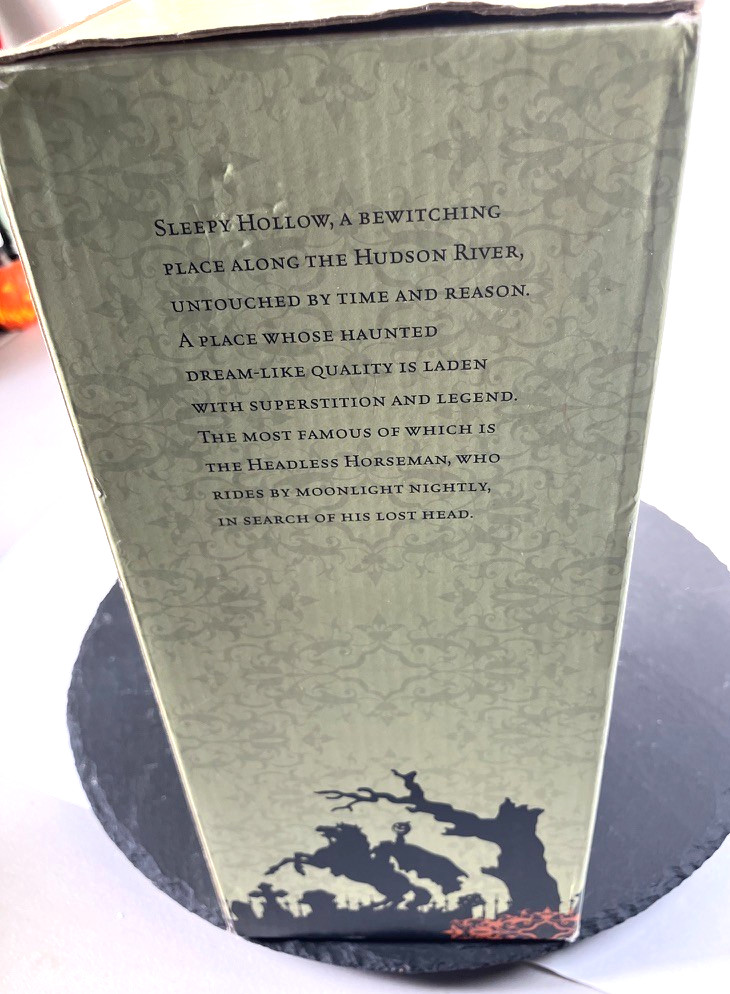 Sleepy Hollow, a bewitching
place along the Hudson River,
untouched by time and reason.
A place whose haunted
dream-like quality is laden
with superstition and legend.
The most famous of which is
the Headless Horseman, who
rides by moonlight nightly,
in search of his lost head.